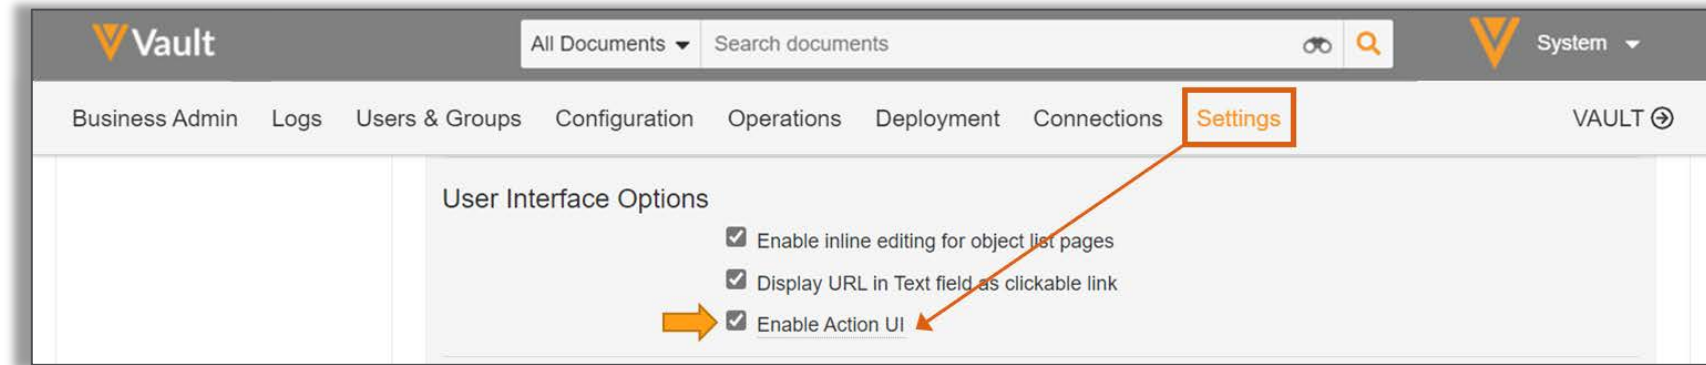 Vault
All Documents
Search documents
System
Business Admin Logs Users & Groups Configuration Operations Deployment Connections Settings VAULT
User Interface Options
Enable inline editing for object list pages
Display URL in Text field as clickable link
Enable Action UI